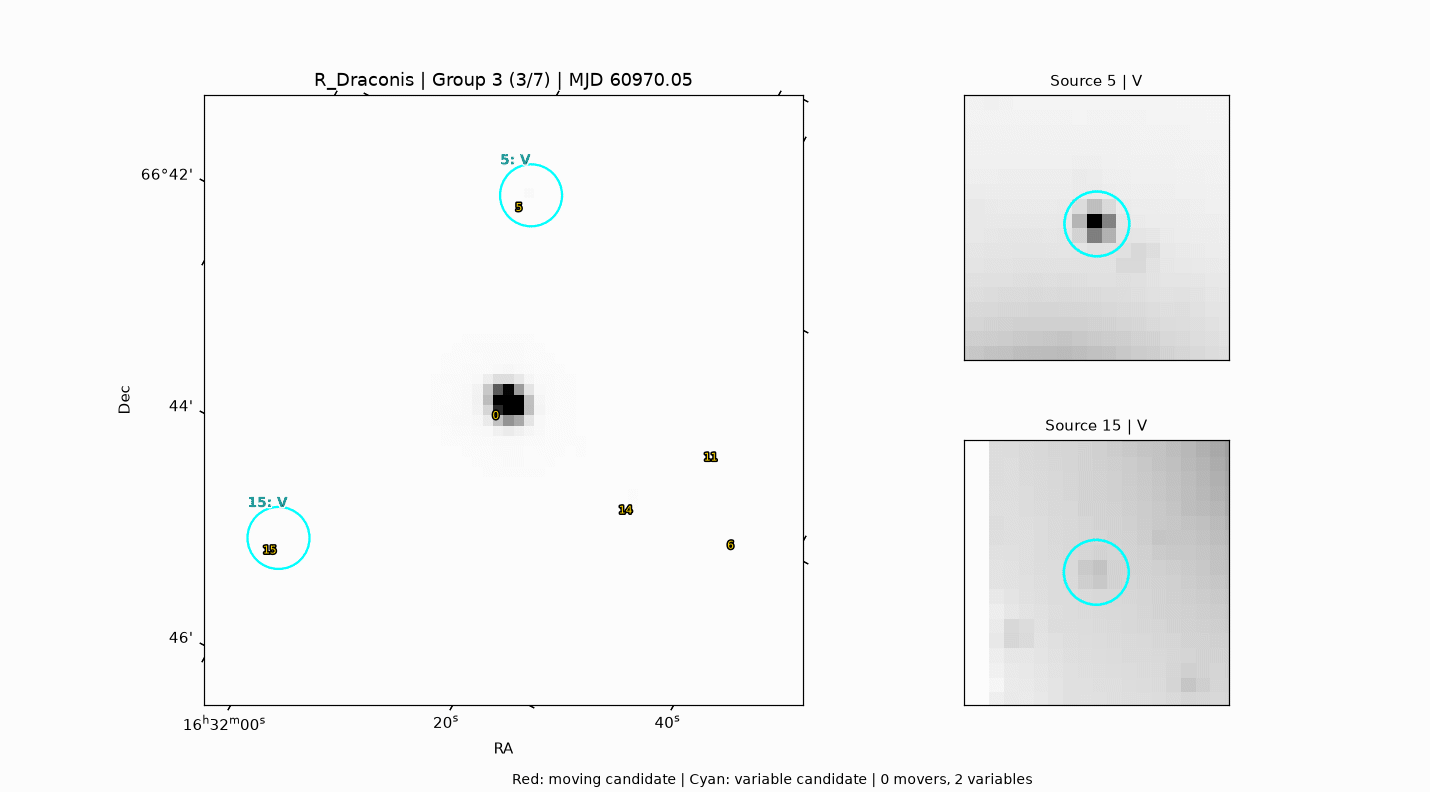 R_Draconis | Group 3 (3/7) | MJD 60970.05
Source 5 | V
5: V
5
66°42'
44'
46'
Dec
0
11
14
6
15: V
15
Source 15 | V
16ʰ32ᵐ00ˢ
20ˢ
40ˢ
RA
Red: moving candidate | Cyan: variable candidate | 0 movers, 2 variables